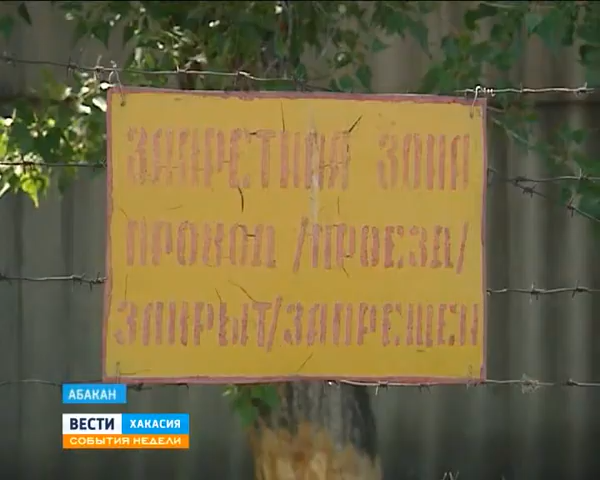 ЗАПРЕТНАЯ ЗОНА
ПРОХОД /ПРОЕЗД/
ЗАКРЫТ/ЗАПРЕЩЕН
АБАКАН
ВЕСТИ ХАКАСИЯ
СОБЫТИЯ НЕДЕЛИ